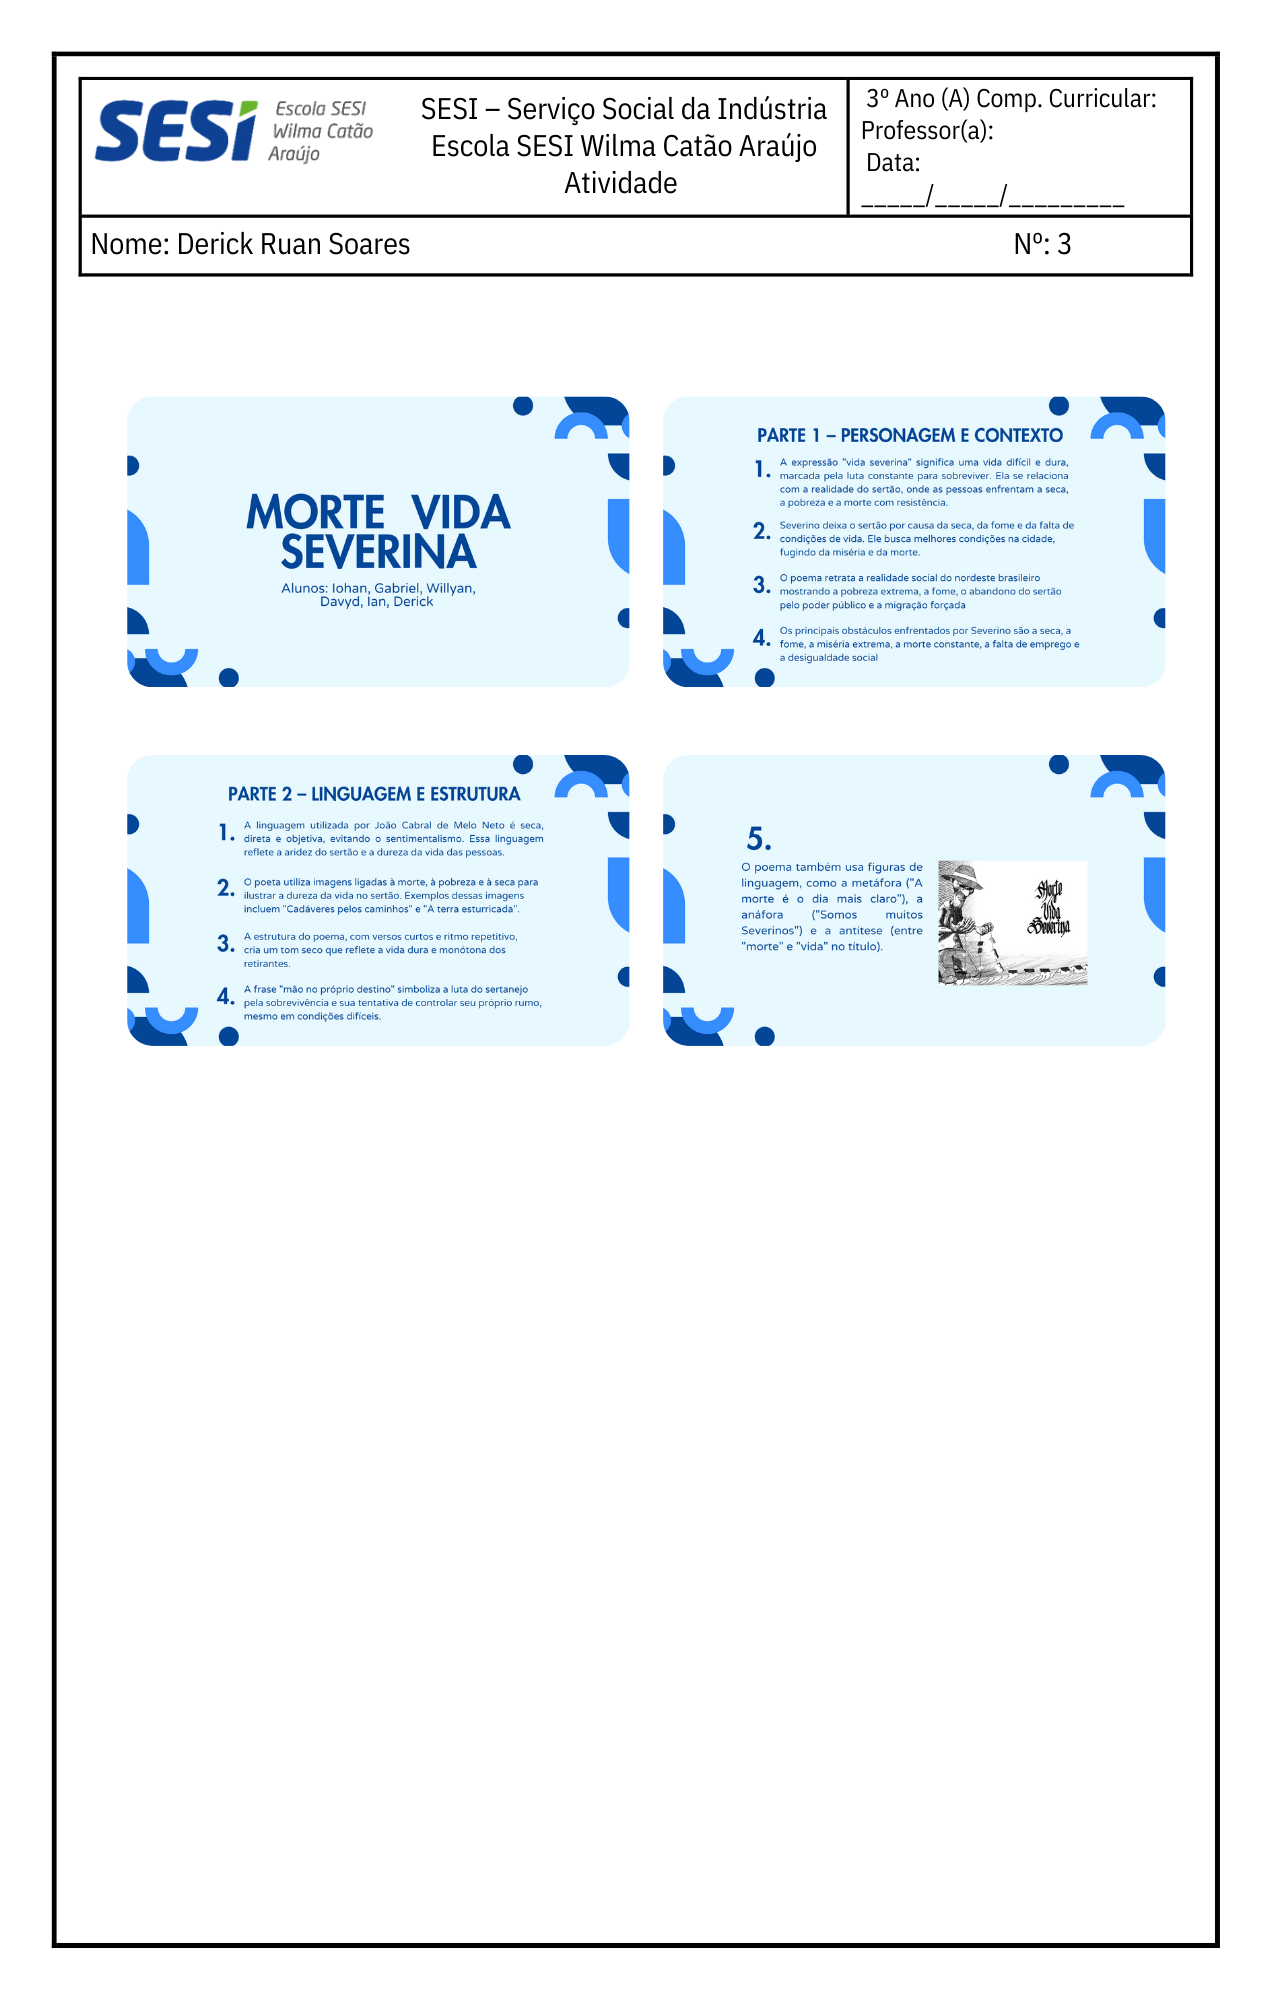 SESI
Escola SESI
Wilma Catão
Araújo
SESI – Serviço Social da Indústria
Escola SESI Wilma Catão Araújo
Atividade
3º Ano (A) Comp. Curricular:
Professor(a):
Data:
_____/_____/_________
Nome: Derick Ruan Soares Nº: 3
MORTE VIDA
SEVERINA
Alunos: Iohan, Gabriel, Willyan,
Davyd, Ian, Derick
PARTE 1 – PERSONAGEM E CONTEXTO
1. A expressão "vida severina" significa uma vida difícil e dura,
marcada pela luta constante para sobreviver. Ela se relaciona
com a realidade do sertão, onde as pessoas enfrentam a seca,
a pobreza e a morte com resistência.
2. Severino deixa o sertão por causa da seca, da fome e da falta de
condições de vida. Ele busca melhores condições na cidade,
fugindo da miséria e da morte.
3. O poema retrata a realidade social do nordeste brasileiro
mostrando a pobreza extrema, a fome, o abandono do sertão
pelo poder público e a migração forçada
4. Os principais obstáculos enfrentados por Severino são a seca, a
fome, a miséria extrema, a morte constante, a falta de emprego e
a desigualdade social
PARTE 2 – LINGUAGEM E ESTRUTURA
1. A linguagem utilizada por João Cabral de Melo Neto é seca,
direta e objetiva, evitando o sentimentalismo. Essa linguagem
reflete a aridez do sertão e a dureza da vida das pessoas.
2. O poeta utiliza imagens ligadas à morte, à pobreza e à seca para
ilustrar a dureza da vida no sertão. Exemplos dessas imagens
incluem "Cadáveres pelos caminhos" e "A terra esturricada".
3. A estrutura do poema, com versos curtos e ritmo repetitivo,
cria um tom seco que reflete a vida dura e monótona dos
retirantes.
4. A frase "mão no próprio destino" simboliza a luta do sertanejo
pela sobrevivência e sua tentativa de controlar seu próprio rumo,
mesmo em condições difíceis.
5.
O poema também usa figuras de
linguagem, como a metáfora ("A
morte é o dia mais claro"), a
anáfora ("Somos muitos
Severinos") e a antítese (entre
"morte" e "vida" no título).
Morte
Vida
Severina